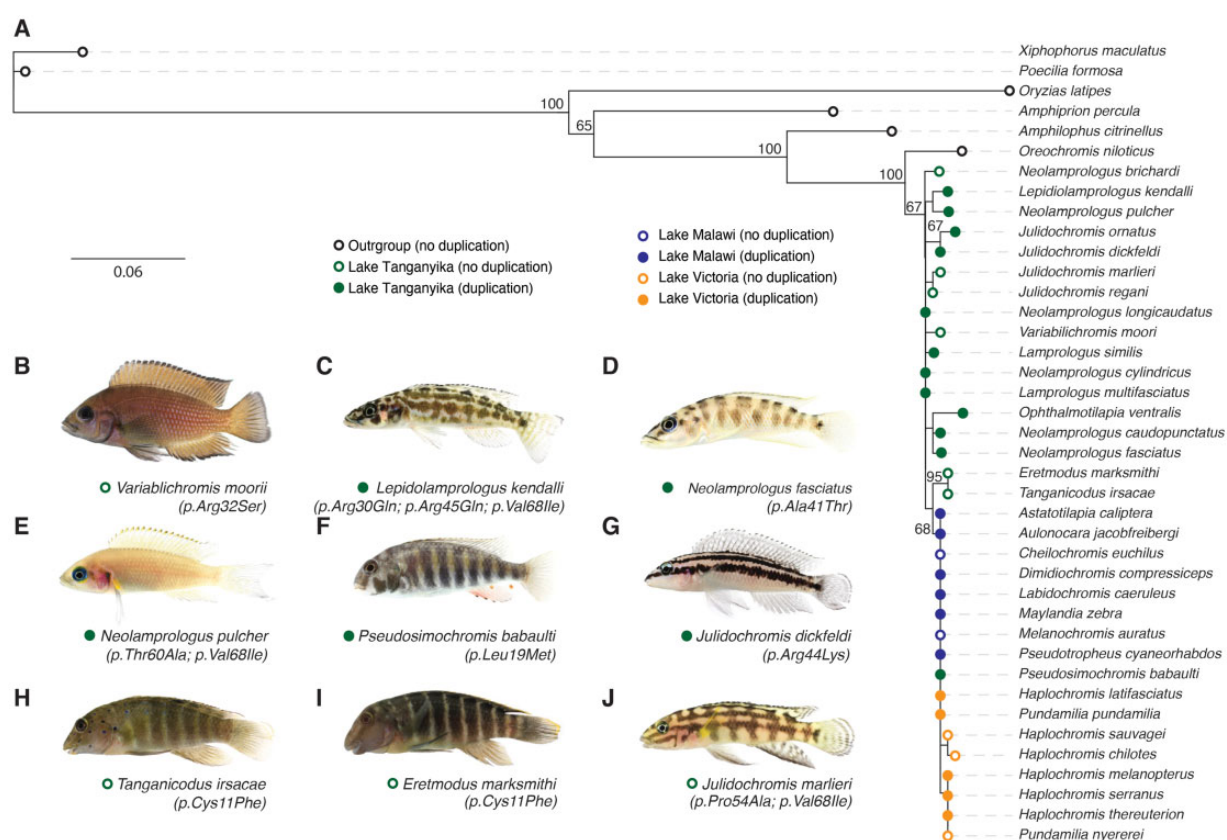 A
Xiphophorus maculatus
Poecilia formosa
100
Oryzias latipes
65
Amphiprion percula
100
Amphilophus citrinellus
100
Oreochromis niloticus
Neolamprologus brichardi
67
Lepidiolamprologus kendalli
Neolamprologus pulcher
67
Julidochromis ornatus
Julidochromis dickfeldi
Julidochromis marlieri
Julidochromis regani
Neolamprologus longicaudatus
Variabilichromis moori
Lamprologus similis
Neolamprologus cylindricus
Lamprologus multifasciatus
Ophthalmotilapia ventralis
Neolamprologus caudopunctatus
Neolamprologus fasciatus
95
Eretmodus marksmithi
Tanganicodus irsacae
68
Astatotilapia caliptera
Aulonocara jacobfreibergi
Cheilochromis euchilus
Dimidiochromis compressiceps
Labidochromis caeruleus
Maylandia zebra
Melanochromis auratus
Pseudotropheus cyaneorhabdos
Pseudosimochromis babaulti
Haplochromis latifasciatus
Pundamilia pundamilia
Haplochromis sauvagei
Haplochromis chilotes
Haplochromis melanopterus
Haplochromis serranus
Haplochromis thereuterion
Pundamilia nyererei
0.06
Outrgroup (no duplication)
Lake Tanganyika (no duplication)
Lake Tanganyika (duplication)
Lake Malawi (no duplication)
Lake Malawi (duplication)
Lake Victoria (no duplication)
Lake Victoria (duplication)
B
Variablichromis moorii
(p.Arg32Ser)
C
Lepidolamprologus kendalli
(p.Arg30Gln; p.Arg45Gln; p.Val68Ile)
D
Neolamprologus fasciatus
(p.Ala41Thr)
E
Neolamprologus pulcher
(p.Thr60Ala; p.Val68Ile)
F
Pseudosimochromis babaulti
(p.Leu19Met)
G
Julidochromis dickfeldi
(p.Arg44Lys)
H
Tanganicodus irsacae
(p.Cys11Phe)
I
Eretmodus marksmithi
(p.Cys11Phe)
J
Julidochromis marlieri
(p.Pro54Ala; p.Val68Ile)